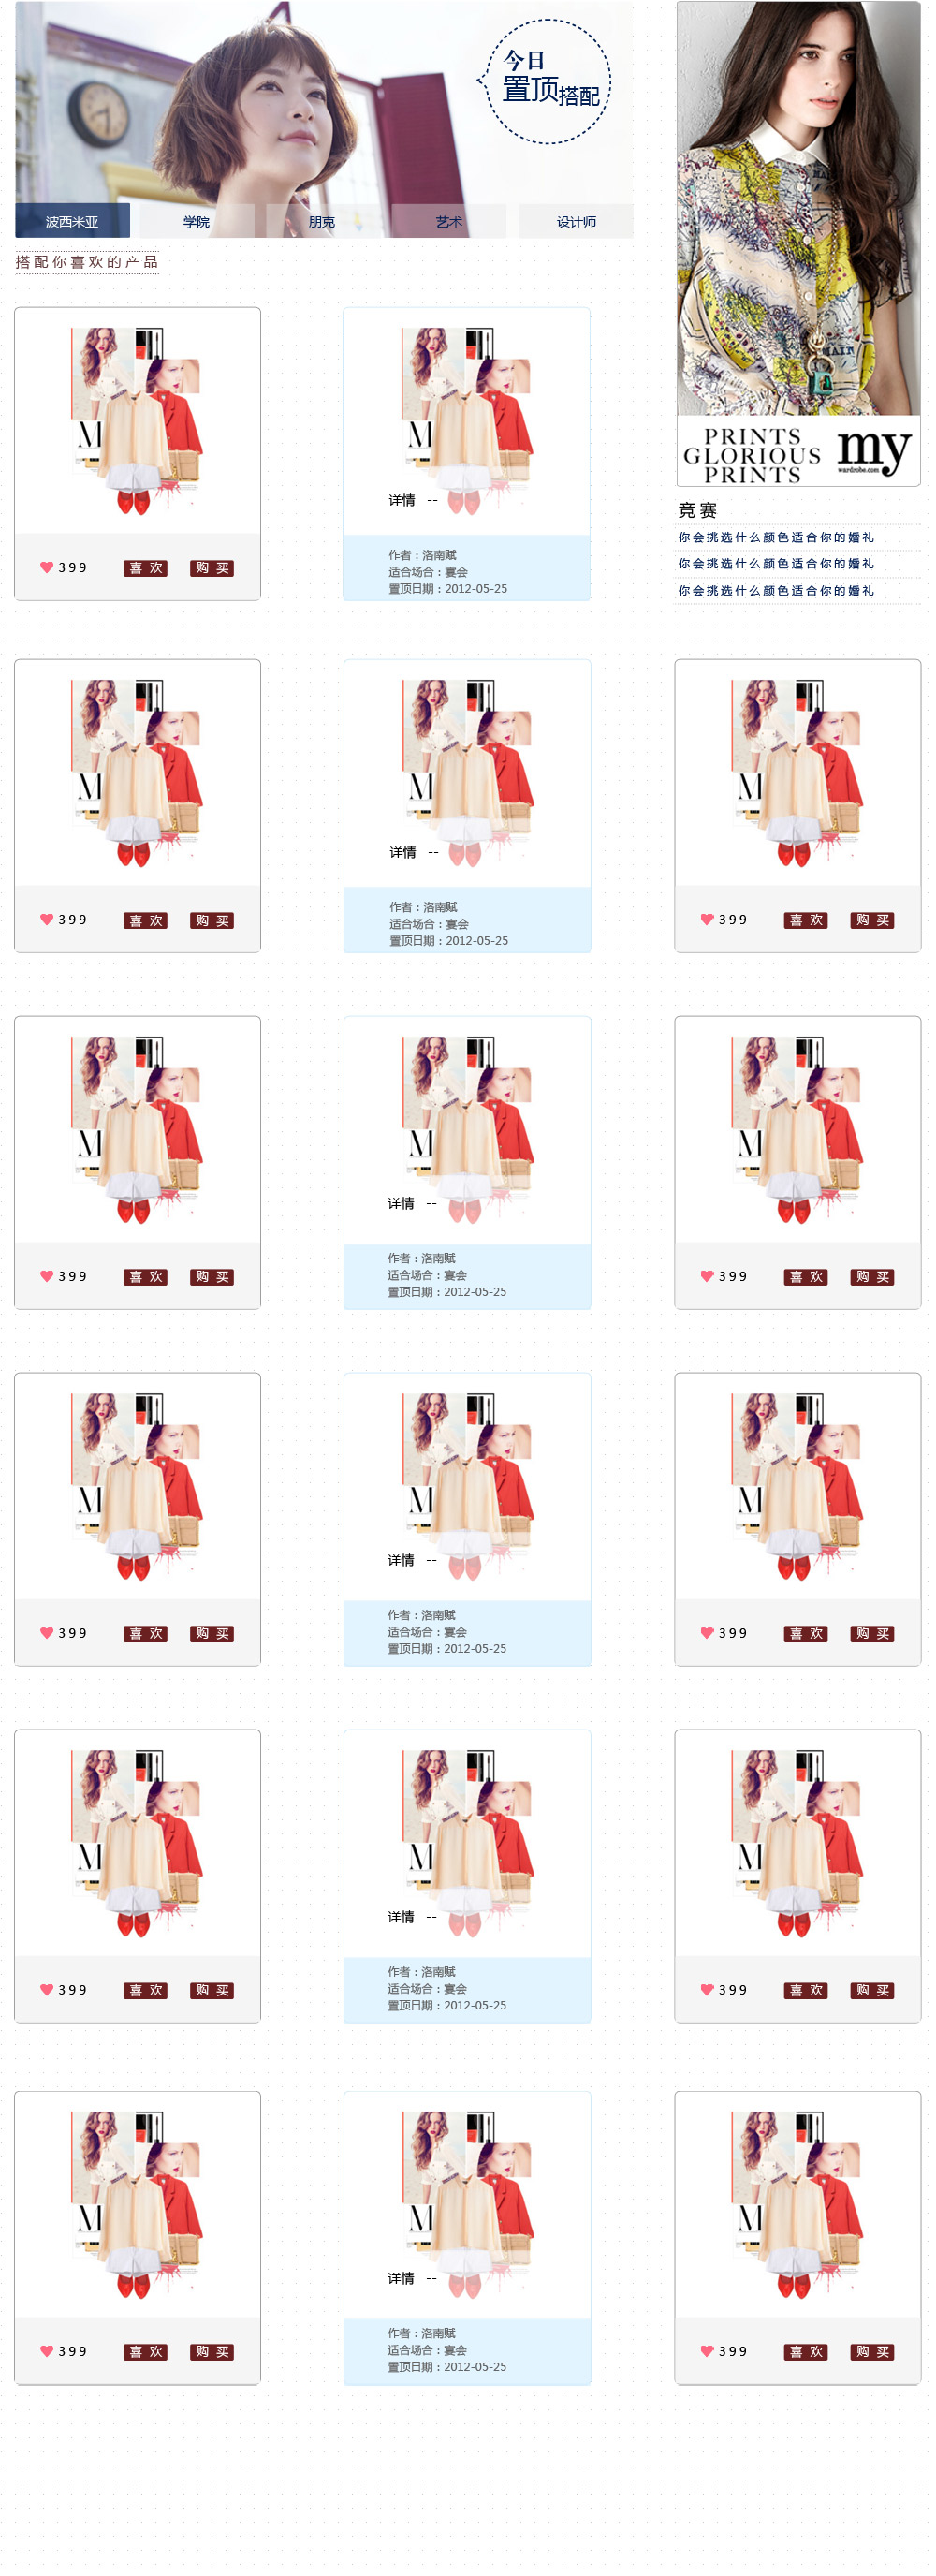 今日
置顶搭配
波西米亚 学院 朋克 艺术 设计师
搭配你喜欢的产品
MAIN
PRINTS
GLORIOUS
PRINTS
my
wardrobe.com
竞赛
你会挑选什么颜色适合你的婚礼
你会挑选什么颜色适合你的婚礼
你会挑选什么颜色适合你的婚礼
M
399 喜欢 购买
M
详情 --
作者：洛南赋
适合场合：宴会
置顶日期：2012-05-25
M
399 喜欢 购买
M
详情 --
作者：洛南赋
适合场合：宴会
置顶日期：2012-05-25
M
399 喜欢 购买
M
399 喜欢 购买
M
详情 --
作者：洛南赋
适合场合：宴会
置顶日期：2012-05-25
M
399 喜欢 购买
M
399 喜欢 购买
M
详情 --
作者：洛南赋
适合场合：宴会
置顶日期：2012-05-25
M
399 喜欢 购买
M
399 喜欢 购买
M
详情 --
作者：洛南赋
适合场合：宴会
置顶日期：2012-05-25
M
399 喜欢 购买
M
399 喜欢 购买
M
详情 --
作者：洛南赋
适合场合：宴会
置顶日期：2012-05-25
M
399 喜欢 购买